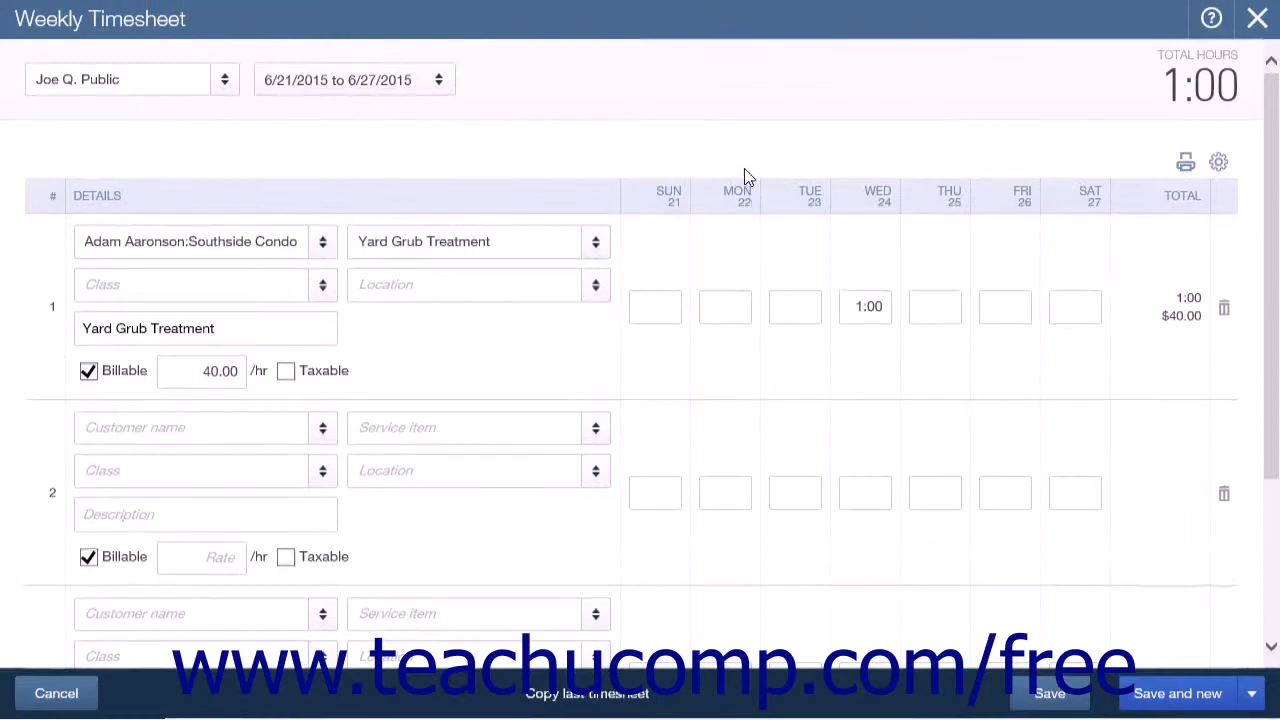 Weekly Timesheet
TOTAL HOURS
1:00
Joe Q. Public
6/21/2015 to 6/27/2015
# DETAILS SUN 21 MON 22 TUE 23 WED 24 THU 25 FRI 26 SAT 27 TOTAL
Adam Aaronson:Southside Condo Yard Grub Treatment
Class Location
1 1:00 1:00
$40.00
Yard Grub Treatment
Billable 40.00 /hr Taxable
Customer name Service item
Class Location
2
Description
Billable Rate /hr Taxable
Customer name Service item
Class Location
www.teachucomp.com/free
Cancel Copy last timesheet Save Save and new